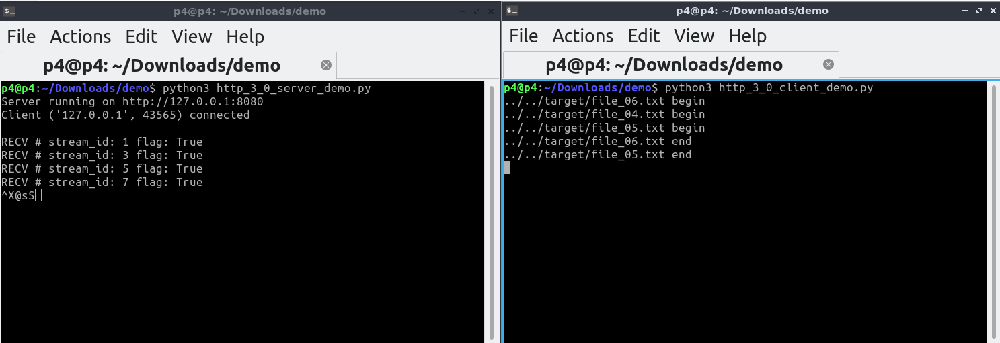 p4@p4: ~/Downloads/demo
File Actions Edit View Help
p4@p4: ~/Downloads/demo
p4@p4:~/Downloads/demo$ python3 http_3_0_server_demo.py
Server running on http://127.0.0.1:8080
Client ('127.0.0.1', 43565) connected
RECV # stream_id: 1 flag: True
RECV # stream_id: 3 flag: True
RECV # stream_id: 5 flag: True
RECV # stream_id: 7 flag: True
^X@sS
p4@p4: ~/Downloads/demo
File Actions Edit View Help
p4@p4: ~/Downloads/demo
p4@p4:~/Downloads/demo$ python3 http_3_0_client_demo.py
../../target/file_06.txt begin
../../target/file_04.txt begin
../../target/file_05.txt begin
../../target/file_06.txt end
../../target/file_05.txt end